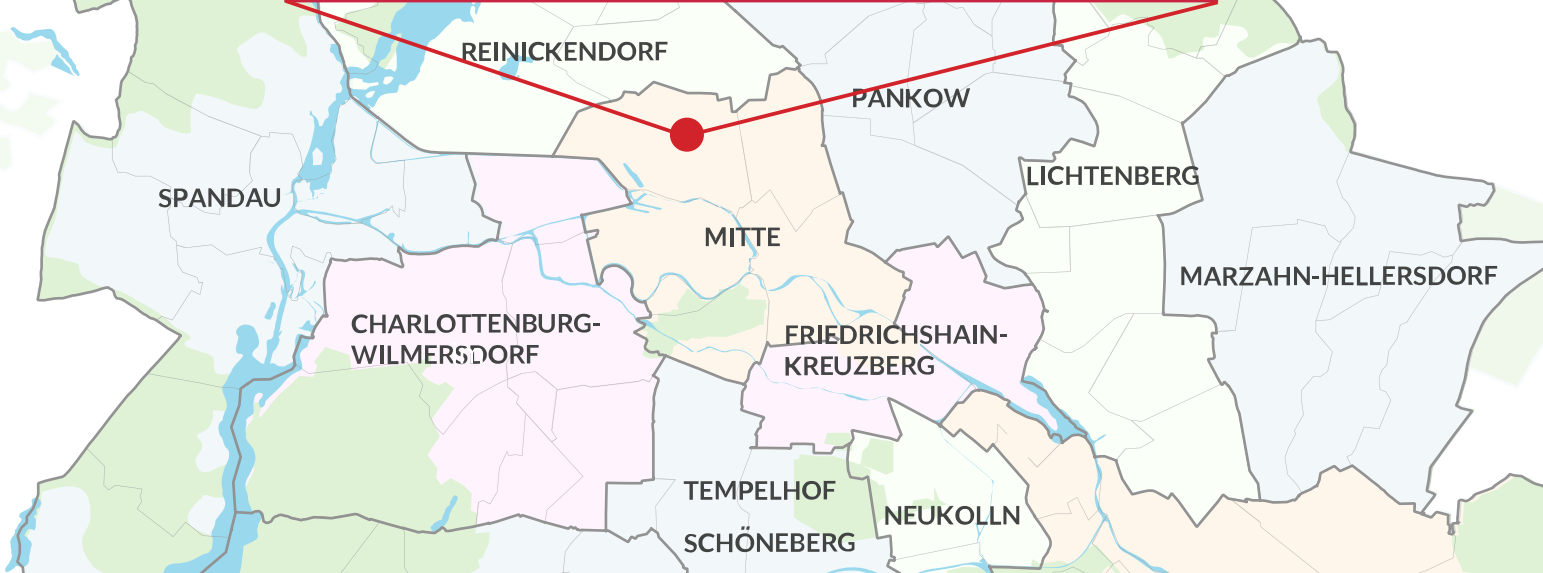 REINICKENDORF
PANKOW
LICHTENBERG
SPANDAU
MITTE
MARZAHN-HELLERSDORF
CHARLOTTENBURG-
WILMERSDORF
FRIEDRICHSHAIN-
KREUZBERG
TEMPELHOF
SCHÖNEBERG
NEUKOLLN